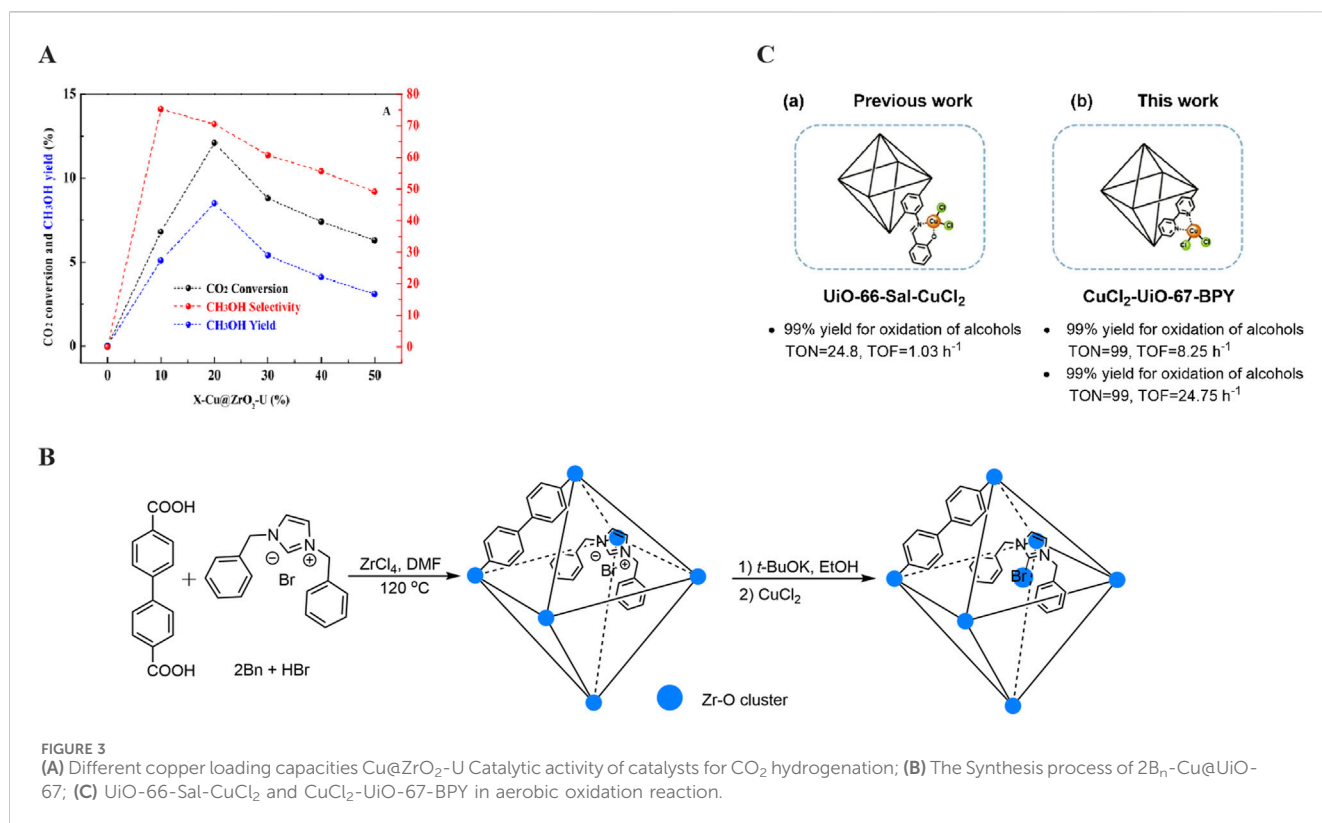 A
15
10
5
0
CO₂ conversion and CH₃OH yield (%)
A
80
70
60
50
40
30
20
10
0
CO₂ Conversion
CH₃OH Selectivity
CH₃OH Yield
0 10 20 30 40 50
X-Cu@ZrO₂-U (%)
C
(a) Previous work
N
Cu
Cl
Cl
O
UiO-66-Sal-CuCl₂
• 99% yield for oxidation of alcohols
TON=24.8, TOF=1.03 h⁻¹
(b) This work
N
N
Cu
Cl
Cl
CuCl₂-UiO-67-BPY
• 99% yield for oxidation of alcohols
TON=99, TOF=8.25 h⁻¹
• 99% yield for oxidation of alcohols
TON=99, TOF=24.75 h⁻¹
B
COOH
COOH
+
N
N
⊖
⊕
Br
2Bn + HBr
ZrCl₄, DMF
120 °C
N
N
⊖
⊕
Br
1) t-BuOK, EtOH
2) CuCl₂
N
N
Br
Zr-O cluster
FIGURE 3
(A) Different copper loading capacities Cu@ZrO₂-U Catalytic activity of catalysts for CO₂ hydrogenation; (B) The Synthesis process of 2Bₙ-Cu@UiO-
67; (C) UiO-66-Sal-CuCl₂ and CuCl₂-UiO-67-BPY in aerobic oxidation reaction.